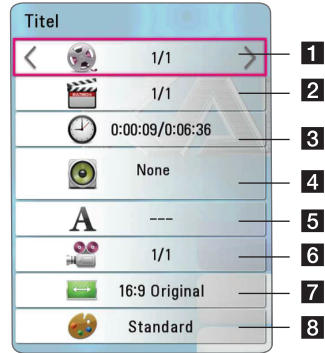 Titel
1/1 1
1/1 2
0:00:09/0:06:36 3
None 4
A --- 5
1/1 6
16:9 Original 7
Standard 8